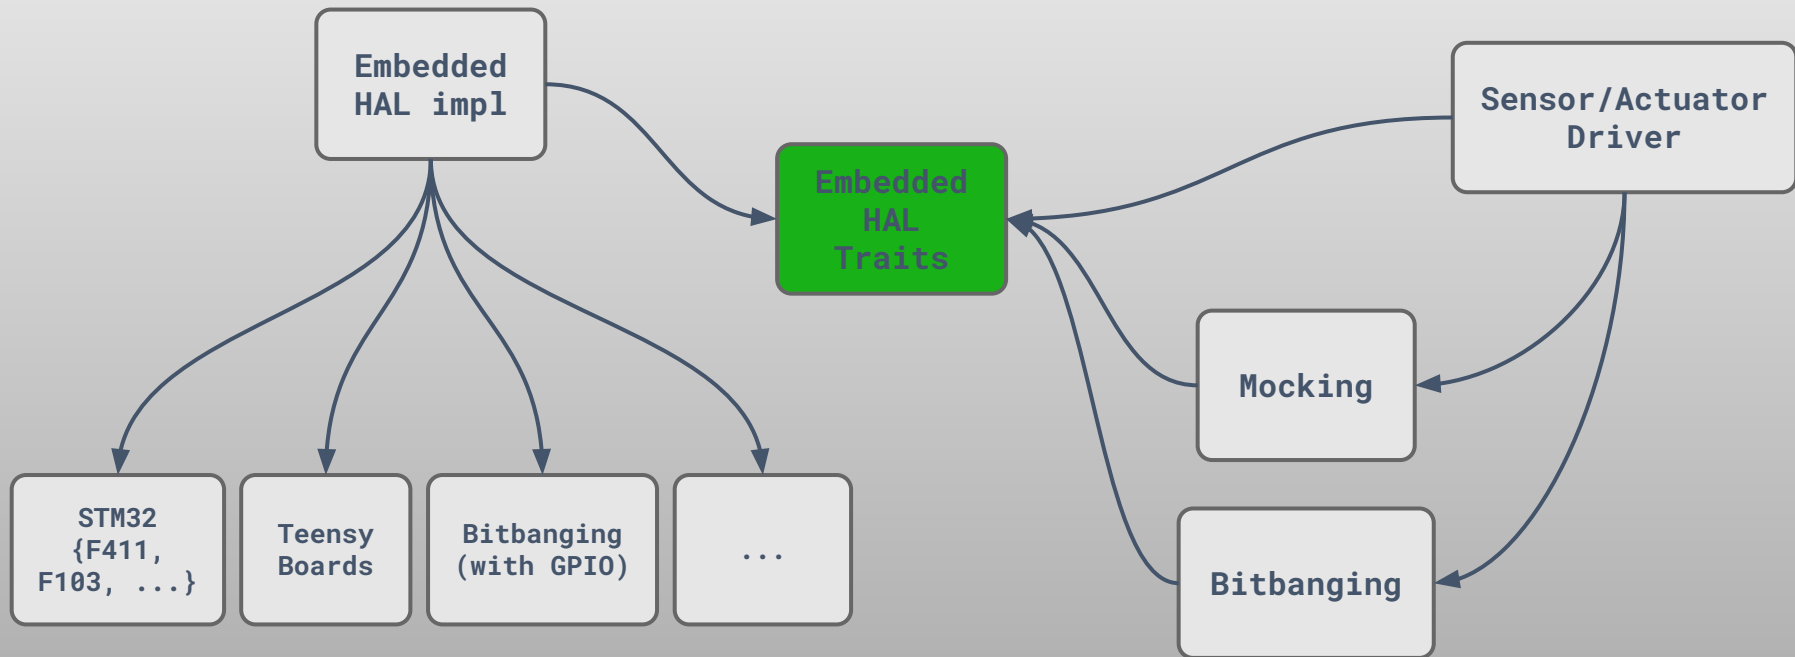 Embedded
HAL impl
Sensor/Actuator
Driver
Embedded
HAL
Traits
Mocking
STM32
{F411,
F103, ...}
Teensy
Boards
Bitbanging
(with GPIO)
...
Bitbanging